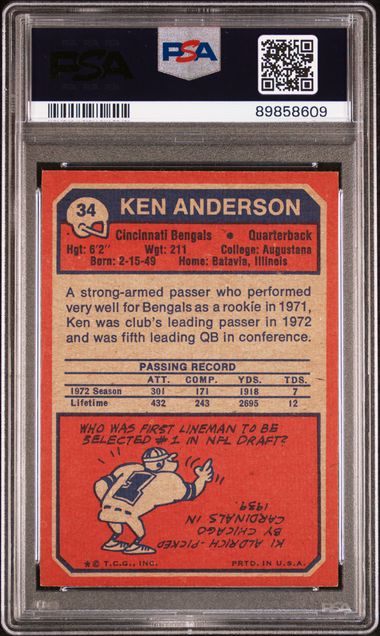 PSA
PSA
89858609
34
KEN ANDERSON
Cincinnati Bengals • Quarterback
Hgt: 6'2" Wgt: 211 College: Augustana
Born: 2-15-49 Home: Batavia, Illinois
A strong-armed passer who performed
very well for Bengals as a rookie in 1971,
Ken was club's leading passer in 1972
and was fifth leading QB in conference.
PASSING RECORD
ATT. COMP. YDS. TDS.
1972 Season 301 171 1918 7
Lifetime 432 243 2695 12
WHO WAS FIRST LINEMAN TO BE
SELECTED #1 IN NFL DRAFT?
KI ALDRICH - PICKED
BY CHICAGO
CARDINALS IN
1939.
*© T.C.G., INC. PRTD. IN U.S.A.